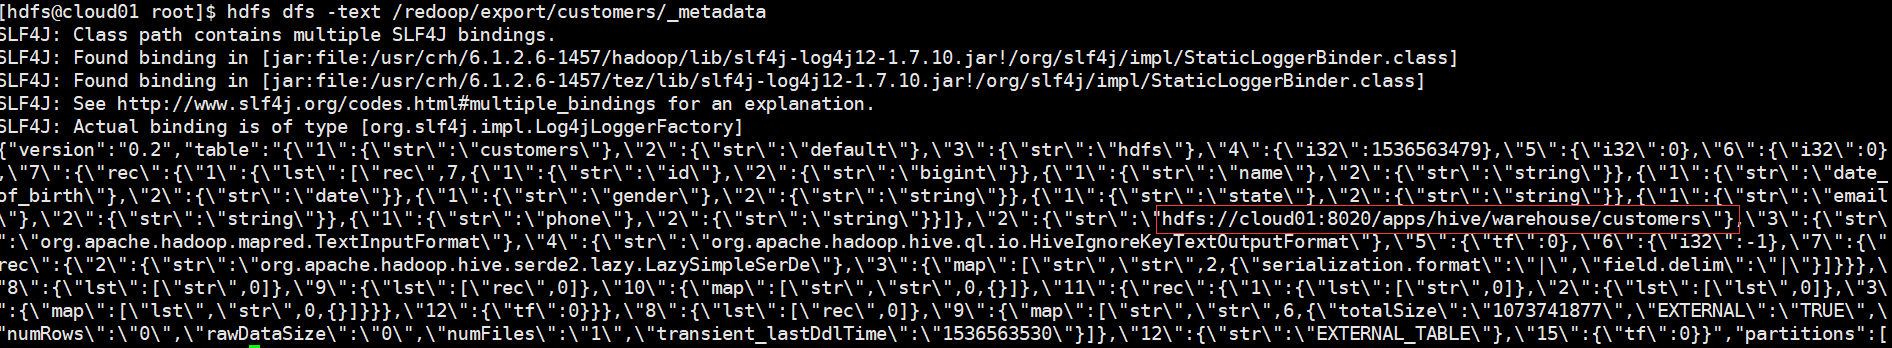 [hdfs@cloud01 root]$ hdfs dfs -text /redoop/export/customers/_metadata
SLF4J: Class path contains multiple SLF4J bindings.
SLF4J: Found binding in [jar:file:/usr/crh/6.1.2.6-1457/hadoop/lib/slf4j-log4j12-1.7.10.jar!/org/slf4j/impl/StaticLoggerBinder.class]
SLF4J: Found binding in [jar:file:/usr/crh/6.1.2.6-1457/tez/lib/slf4j-log4j12-1.7.10.jar!/org/slf4j/impl/StaticLoggerBinder.class]
SLF4J: See http://www.slf4j.org/codes.html#multiple_bindings for an explanation.
SLF4J: Actual binding is of type [org.slf4j.impl.Log4jLoggerFactory]
{"version":"0.2","table":"{\"1\":{\"str\":\"customers\"},\"2\":{\"str\":\"default\"},\"3\":{\"str\":\"hdfs\"},\"4\":{\"i32\":1536563479},\"5\":{\"i32\":0},\"6\":{\"i32\":0}
,\"7\":{\"rec\":{\"1\":{\"lst\":[\"rec\",7,{\"1\":{\"str\":\"id\"},\"2\":{\"str\":\"bigint\"}},{\"1\":{\"str\":\"name\"},\"2\":{\"str\":\"string\"}},{\"1\":{\"str\":\"date_
of_birth\"},\"2\":{\"str\":\"date\"}},{\"1\":{\"str\":\"gender\"},\"2\":{\"str\":\"string\"}},{\"1\":{\"str\":\"state\"},\"2\":{\"str\":\"string\"}},{\"1\":{\"str\":\"email
\"},\"2\":{\"str\":\"string\"}},{\"1\":{\"str\":\"phone\"},\"2\":{\"str\":\"string\"}}]},\"2\":{\"str\":\"hdfs://cloud01:8020/apps/hive/warehouse/customers\"},\"3\":{\"str\
":\"org.apache.hadoop.mapred.TextInputFormat\"},\"4\":{\"str\":\"org.apache.hadoop.hive.ql.io.HiveIgnoreKeyTextOutputFormat\"},\"5\":{\"tf\":0},\"6\":{\"i32\":-1},\"7\":{\"
rec\":{\"2\":{\"str\":\"org.apache.hadoop.hive.serde2.lazy.LazySimpleSerDe\"},\"3\":{\"map\":[\"str\",\"str\",2,{\"serialization.format\":\"|\",\"field.delim\":\"|\"}]}}},\
"8\":{\"lst\":[\"str\",0]},\"9\":{\"lst\":[\"rec\",0]},\"10\":{\"map\":[\"str\",\"str\",0,{}]},\"11\":{\"rec\":{\"1\":{\"lst\":[\"str\",0]},\"2\":{\"lst\":[\"lst\",0]},\"3\
":{\"map\":[\"lst\",\"str\",0,{}]}}},\"12\":{\"tf\":0}}},\"8\":{\"lst\":[\"rec\",0]},\"9\":{\"map\":[\"str\",\"str\",6,{\"totalSize\":\"1073741877\",\"EXTERNAL\":\"TRUE\",\
"numRows\":\"0\",\"rawDataSize\":\"0\",\"numFiles\":\"1\",\"transient_lastDdlTime\":\"1536563530\"}]},\"12\":{\"str\":\"EXTERNAL_TABLE\"},\"15\":{\"tf\":0}}","partitions":[